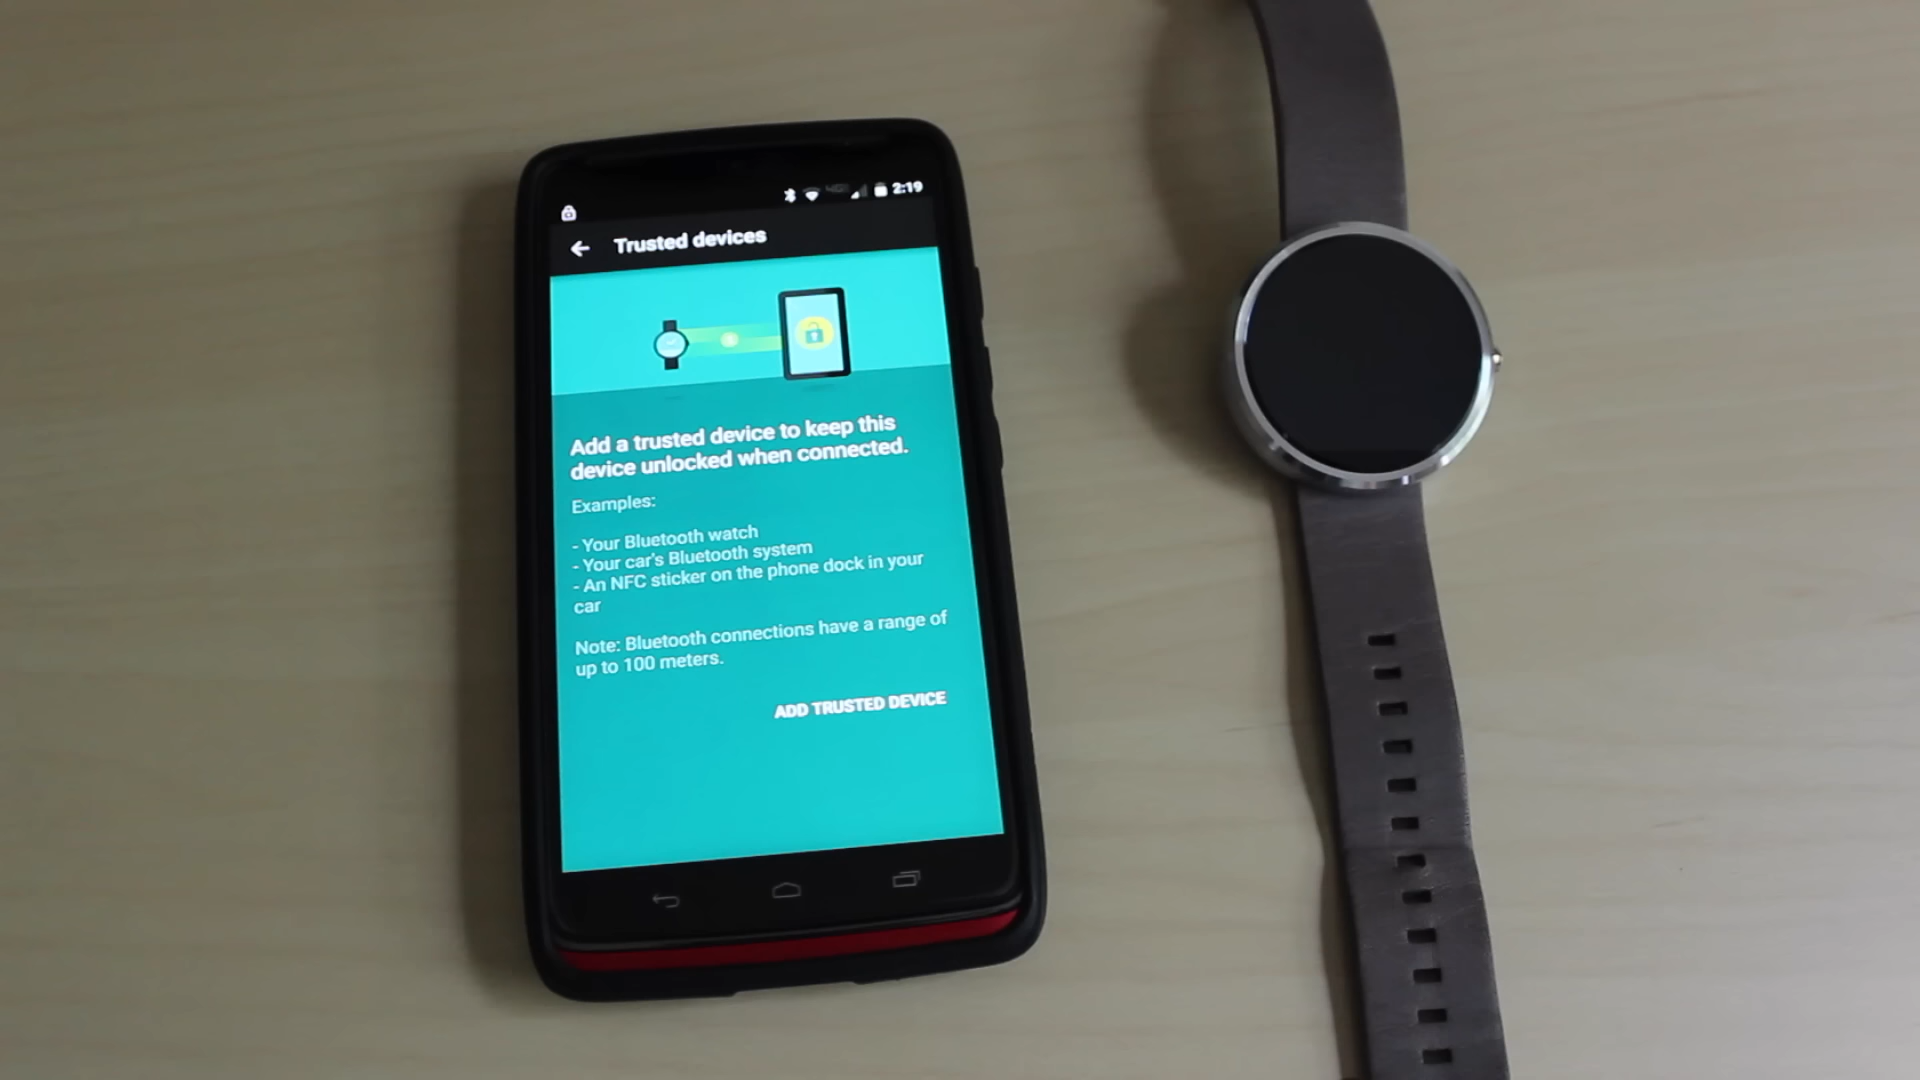 2:19
Trusted devices
Add a trusted device to keep this
device unlocked when connected.
Examples:
- Your Bluetooth watch
- Your car's Bluetooth system
- An NFC sticker on the phone dock in your
car
Note: Bluetooth connections have a range of
up to 100 meters.
ADD TRUSTED DEVICE